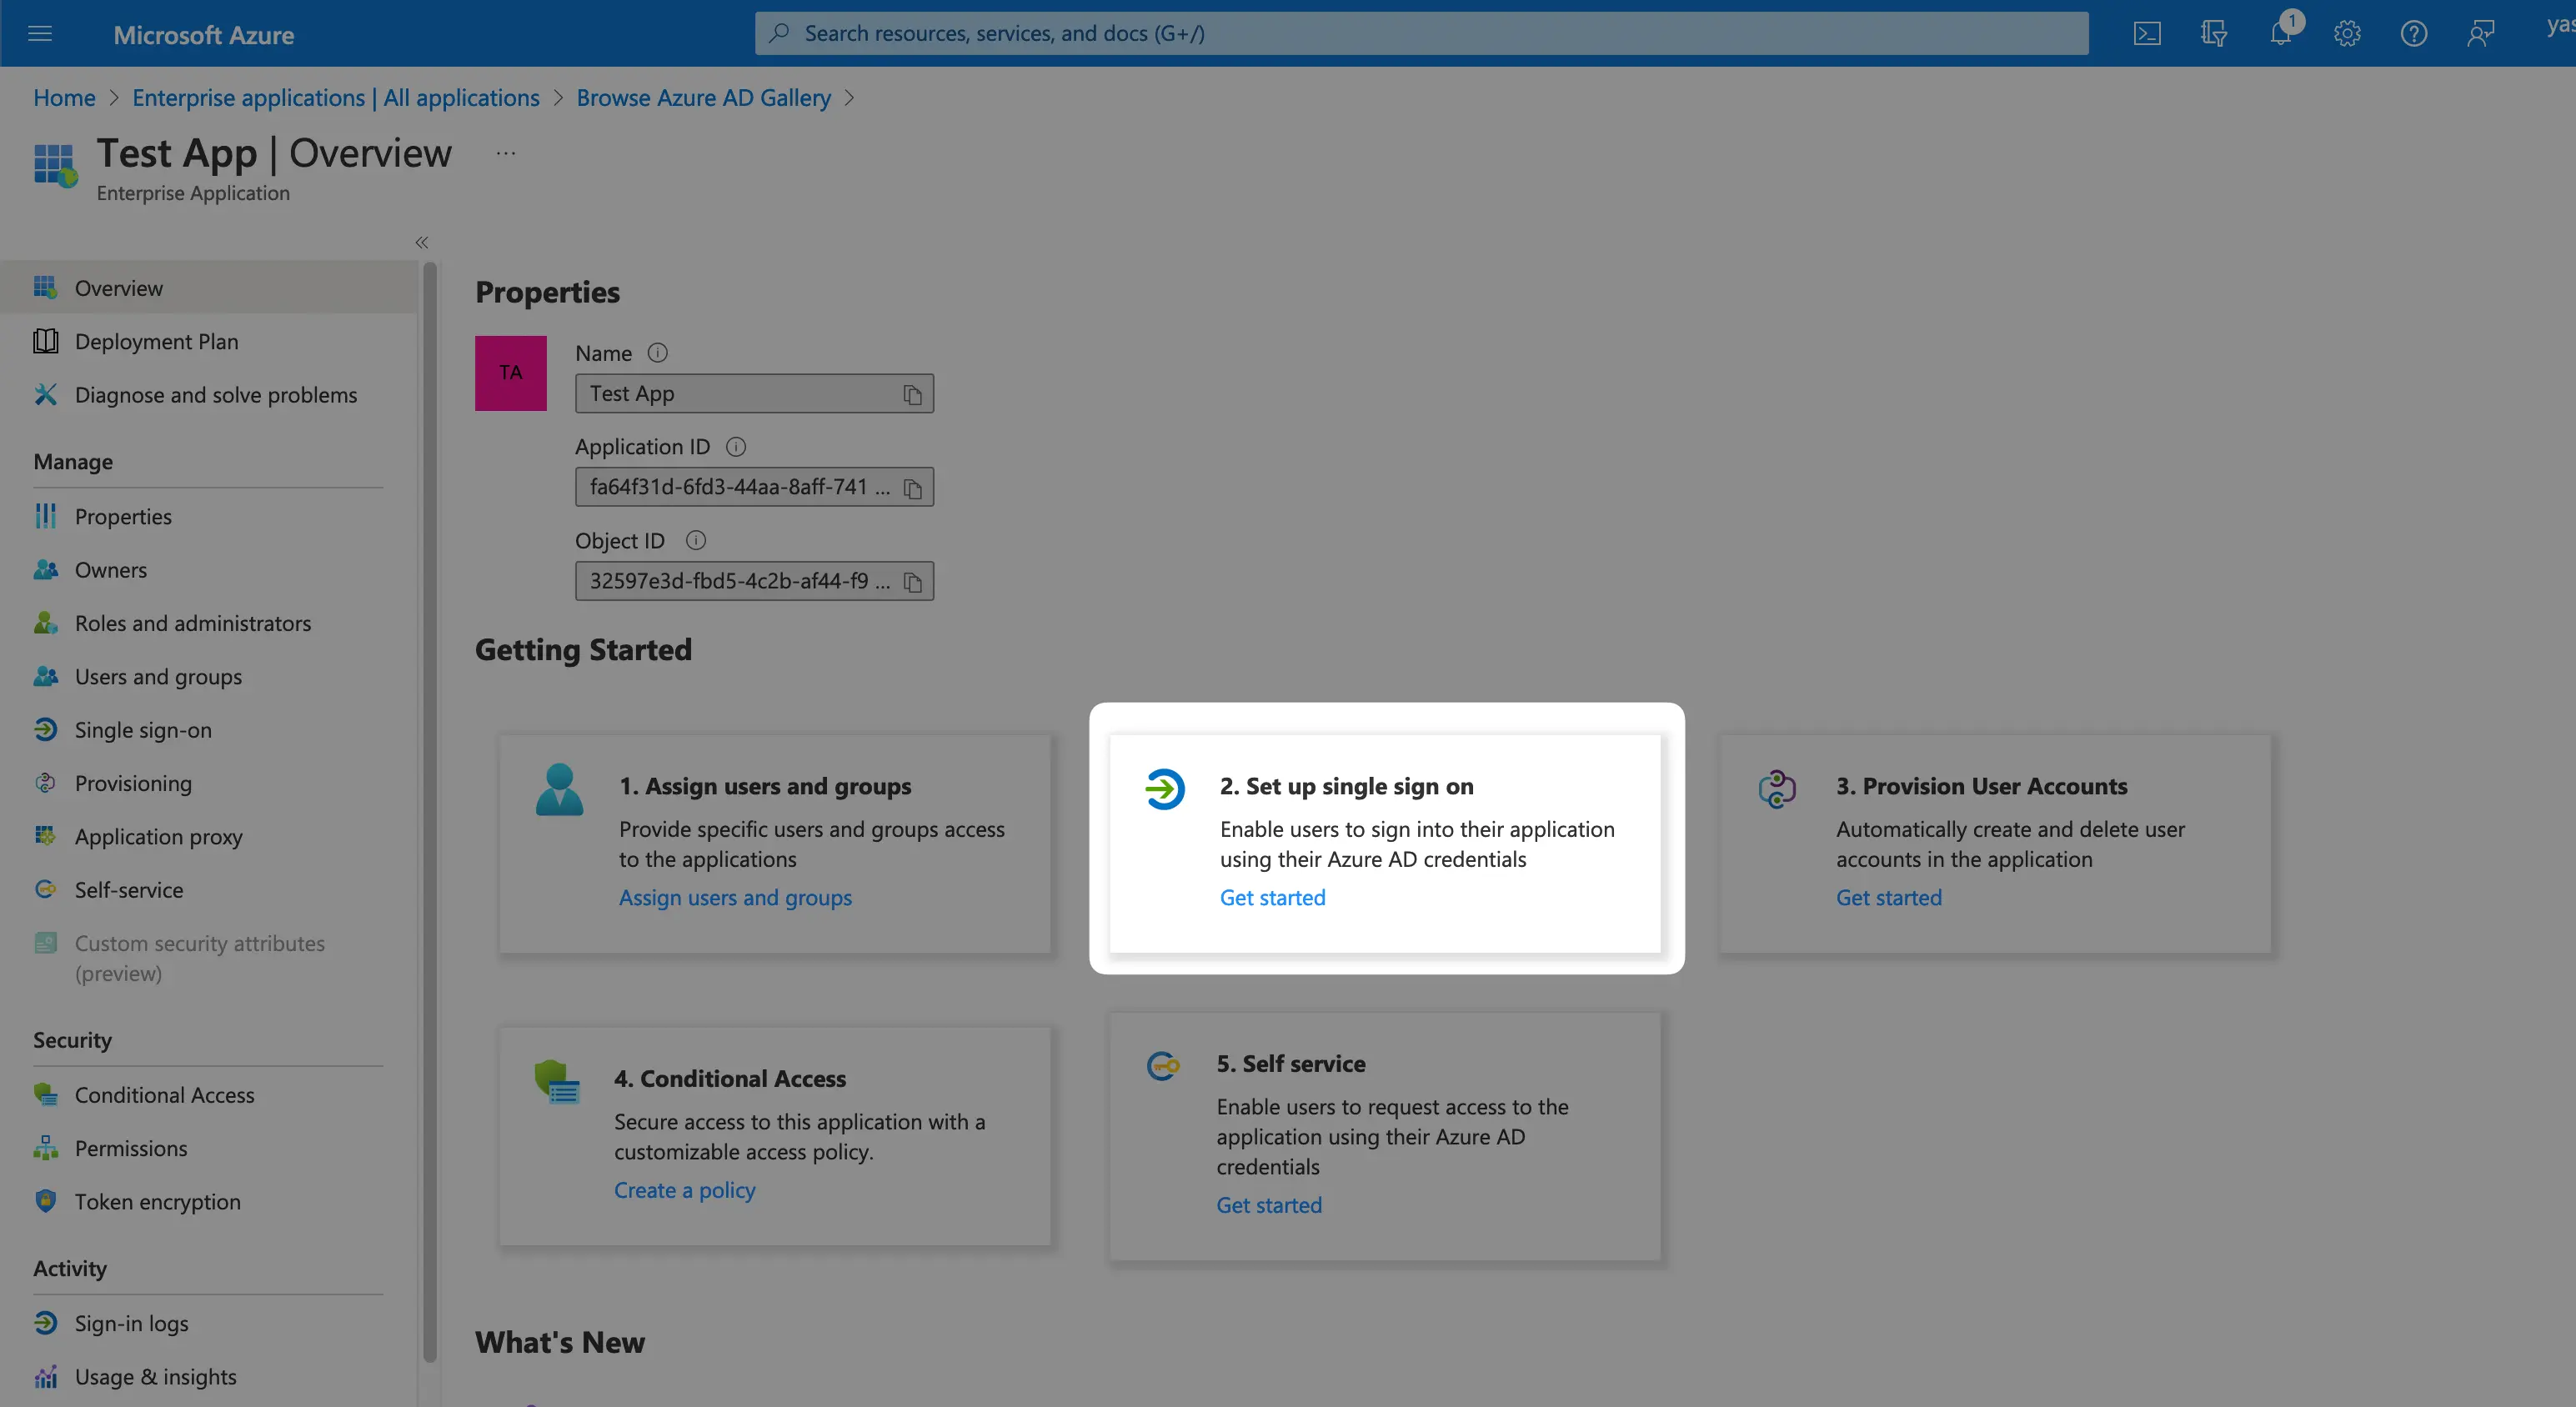 Microsoft Azure
Search resources, services, and docs (G+/)
1
Home > Enterprise applications | All applications > Browse Azure AD Gallery >
Test App | Overview ...
Enterprise Application
«
Overview
Deployment Plan
Diagnose and solve problems
Manage
Properties
Owners
Roles and administrators
Users and groups
Single sign-on
Provisioning
Application proxy
Self-service
Custom security attributes
(preview)
Security
Conditional Access
Permissions
Token encryption
Activity
Sign-in logs
Usage & insights
Properties
TA
Name
Test App
Application ID
fa64f31d-6fd3-44aa-8aff-741 ...
Object ID
32597e3d-fbd5-4c2b-af44-f9 ...
Getting Started
1. Assign users and groups
Provide specific users and groups access
to the applications
Assign users and groups
2. Set up single sign on
Enable users to sign into their application
using their Azure AD credentials
Get started
3. Provision User Accounts
Automatically create and delete user
accounts in the application
Get started
4. Conditional Access
Secure access to this application with a
customizable access policy.
Create a policy
5. Self service
Enable users to request access to the
application using their Azure AD
credentials
Get started
What's New